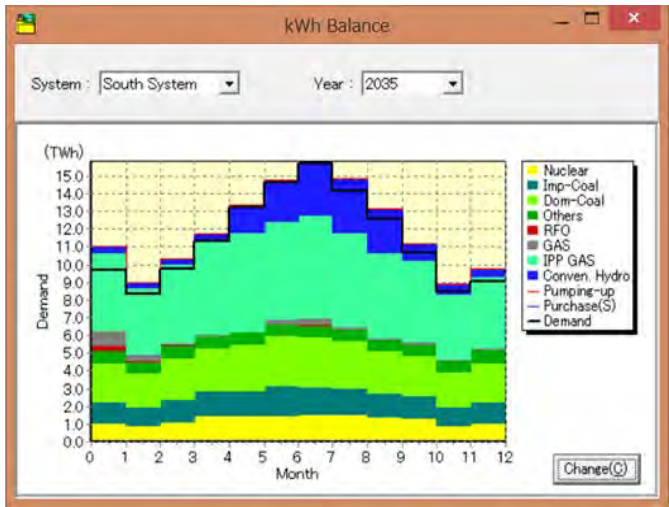 kWh Balance
System : South System
Year : 2035
(TWh)
15.0
14.0
13.0
12.0
11.0
10.0
9.0
8.0
7.0
6.0
5.0
4.0
3.0
2.0
1.0
0.0
Demand
0 1 2 3 4 5 6 7 8 9 10 11 12
Month
Nuclear
Imp-Coal
Dom-Coal
Others
RFO
GAS
IPP GAS
Conven. Hydro
Pumping-up
Purchase(S)
Demand
Change(C)